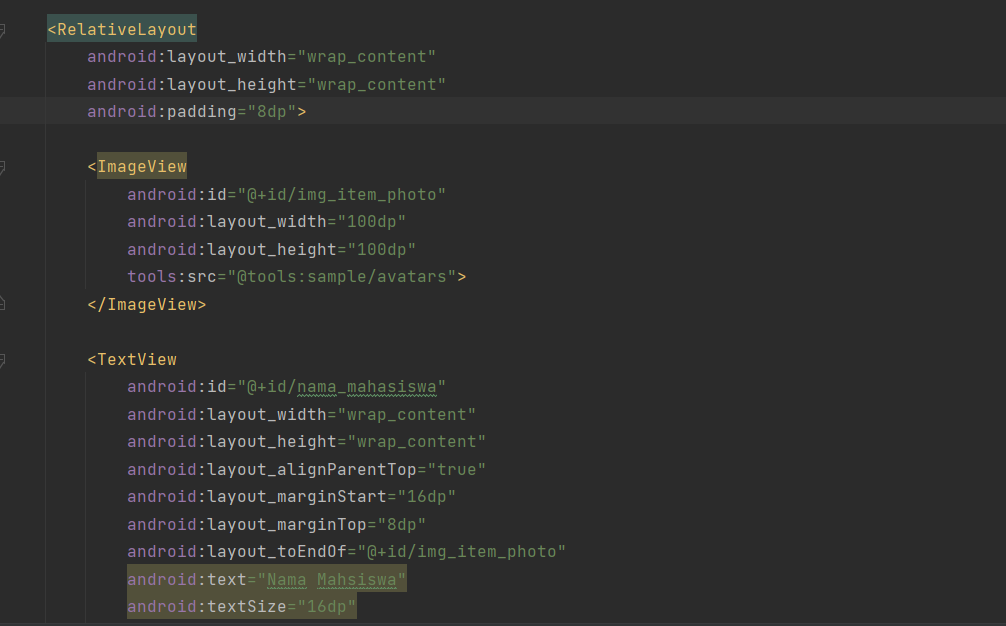 <RelativeLayout
android:layout_width="wrap_content"
android:layout_height="wrap_content"
android:padding="8dp">
<ImageView
android:id="@+id/img_item_photo"
android:layout_width="100dp"
android:layout_height="100dp"
tools:src="@tools:sample/avatars">
</ImageView>
<TextView
android:id="@+id/nama_mahasiswa"
android:layout_width="wrap_content"
android:layout_height="wrap_content"
android:layout_alignParentTop="true"
android:layout_marginStart="16dp"
android:layout_marginTop="8dp"
android:layout_toEndOf="@+id/img_item_photo"
android:text="Nama Mahsiswa"
android:textSize="16dp"